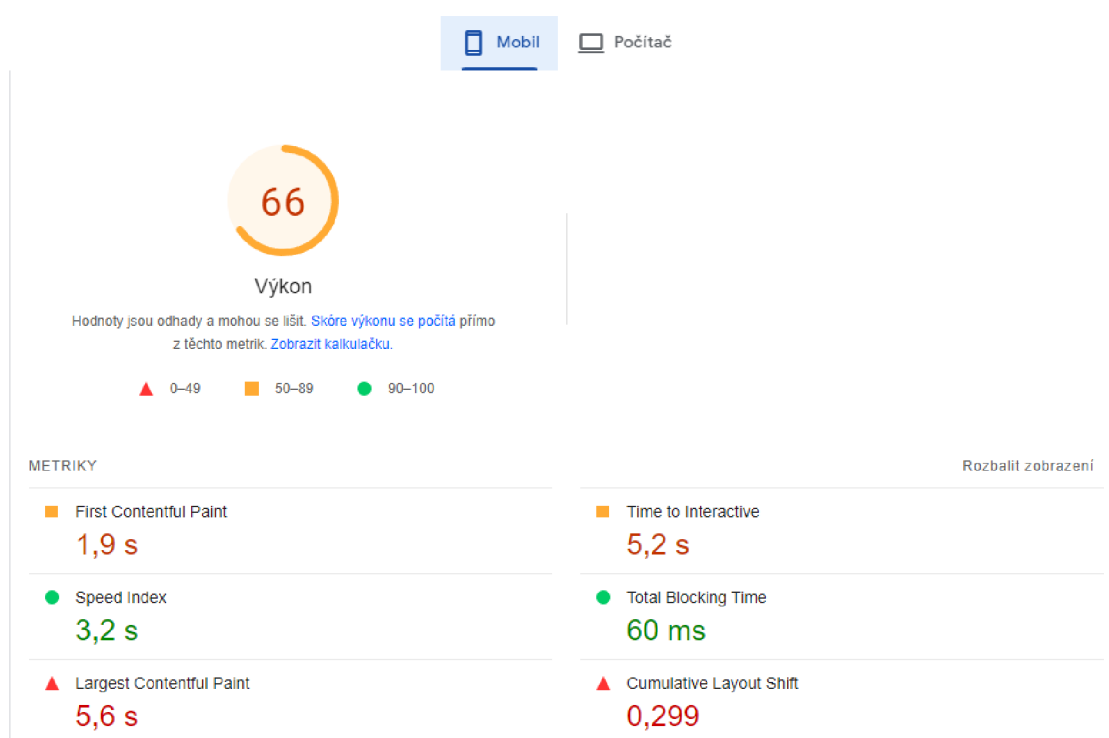 Mobil
Počítač
66
Výkon
Hodnoty jsou odhady a mohou se lišit. Skóre výkonu se počítá přímo
z těchto metrik. Zobrazit kalkulačku.
0–49
50–89
90–100
METRIKY
Rozbalit zobrazení
First Contentful Paint
1,9 s
Time to Interactive
5,2 s
Speed Index
3,2 s
Total Blocking Time
60 ms
Largest Contentful Paint
5,6 s
Cumulative Layout Shift
0,299